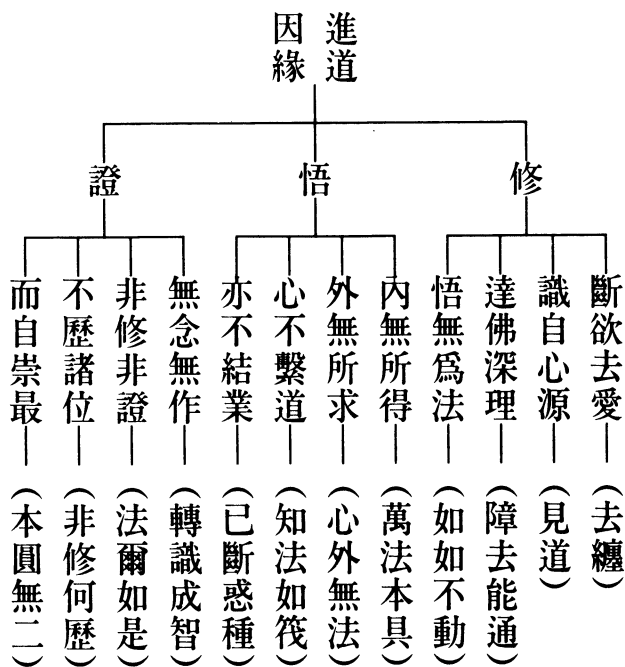 進道
因緣
修
悟
證
斷欲去愛（去纏）
識自心源（見道）
達佛深理（障去能通）
悟無爲法（如如不動）
內無所得（萬法本具）
外無所求（心外無法）
心不繫道（知法如筏）
亦不結業（已斷惑種）
無念無作（轉識成智）
非修非證（法爾如是）
不歷諸位（非修何歷）
而自崇最（本圓無二）